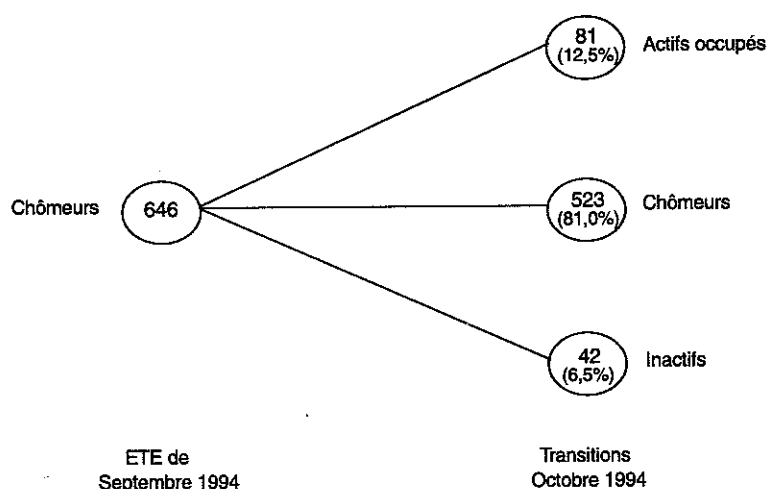 81
(12,5%)
Actifs occupés
Chômeurs
646
523
(81,0%)
Chômeurs
42
(6,5%)
Inactifs
ETE de
Septembre 1994
Transitions
Octobre 1994